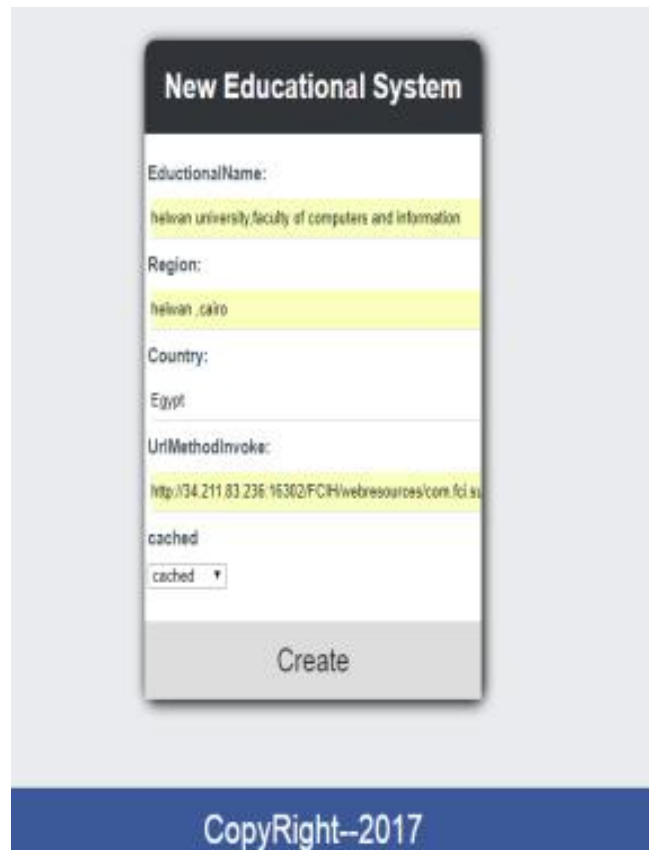 New Educational System
EductionalName:
helwan university,faculty of computers and information
Region:
helwan ,cairo
Country:
Egypt
UrlMethodInvoke:
http://34.211.83.236:16302/FCIH/webresources/com.fci.su
cached
cached
Create
CopyRight--2017